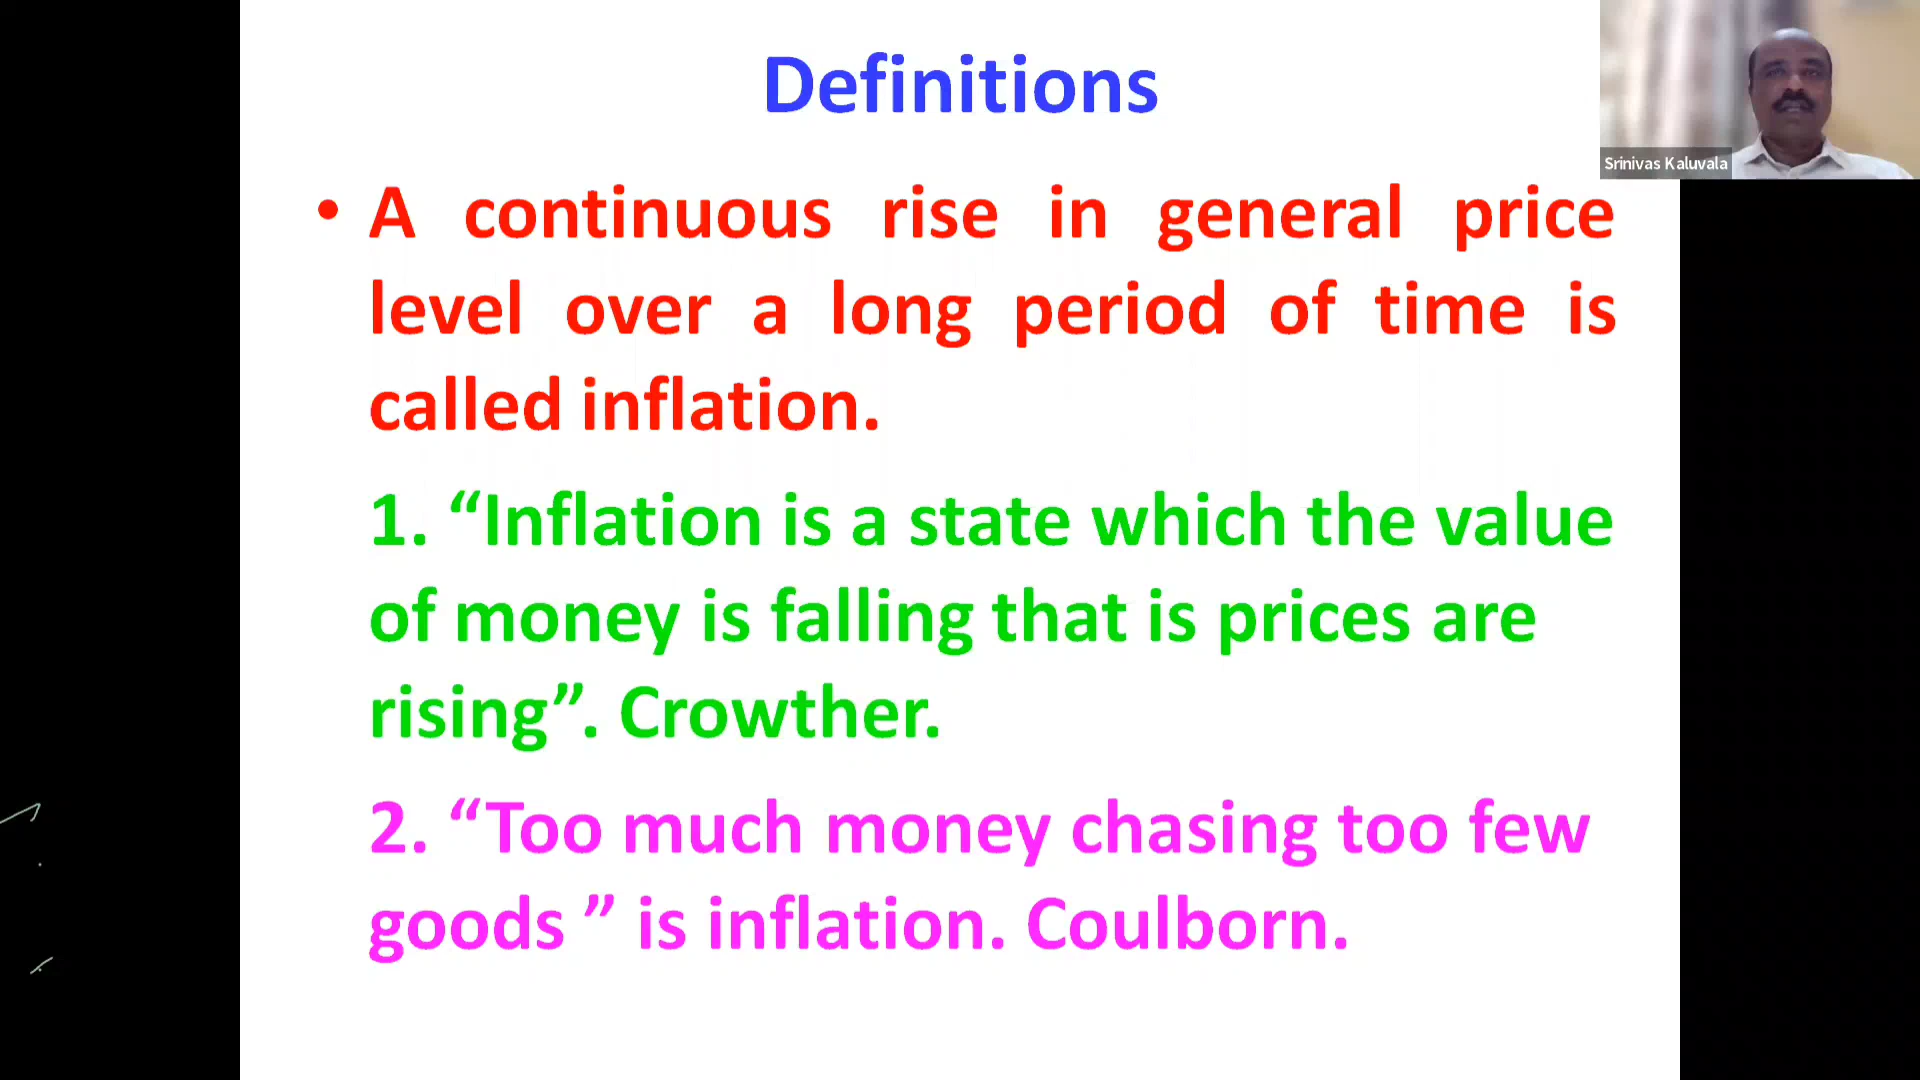 Definitions
Srinivas Kaluvala
• A continuous rise in general price
level over a long period of time is
called inflation.
1. “Inflation is a state which the value
of money is falling that is prices are
rising”. Crowther.
2. “Too much money chasing too few
goods ” is inflation. Coulborn.